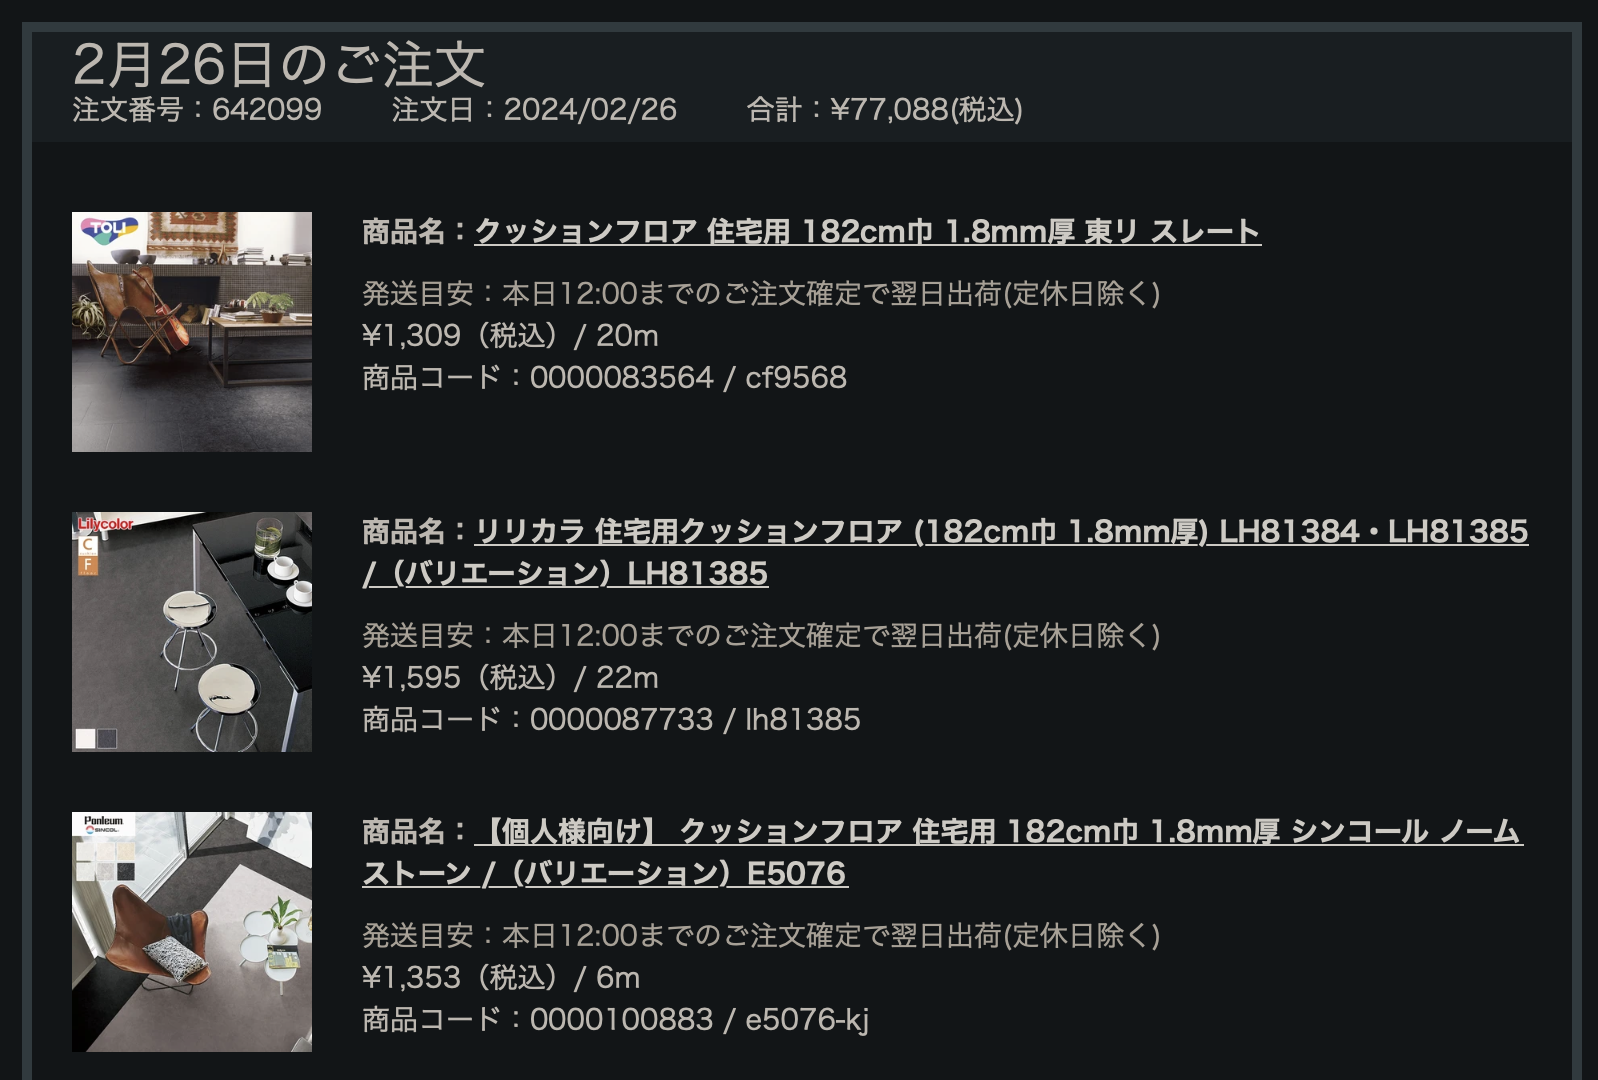 2月26日のご注文
注文番号：642099 注文日：2024/02/26 合計：¥77,088(税込)
TOLI
商品名：クッションフロア 住宅用 182cm巾 1.8mm厚 東リ スレート
発送目安：本日12:00までのご注文確定で翌日出荷(定休日除く)
¥1,309（税込）/ 20m
商品コード：0000083564 / cf9568
Lilycolor
C
F
商品名：リリカラ 住宅用クッションフロア (182cm巾 1.8mm厚) LH81384・LH81385
/（バリエーション）LH81385
発送目安：本日12:00までのご注文確定で翌日出荷(定休日除く)
¥1,595（税込）/ 22m
商品コード：0000087733 / lh81385
Ponleum
SINCOL
商品名：【個人様向け】 クッションフロア 住宅用 182cm巾 1.8mm厚 シンコール ノーム
ストーン /（バリエーション）E5076
発送目安：本日12:00までのご注文確定で翌日出荷(定休日除く)
¥1,353（税込）/ 6m
商品コード：0000100883 / e5076-kj